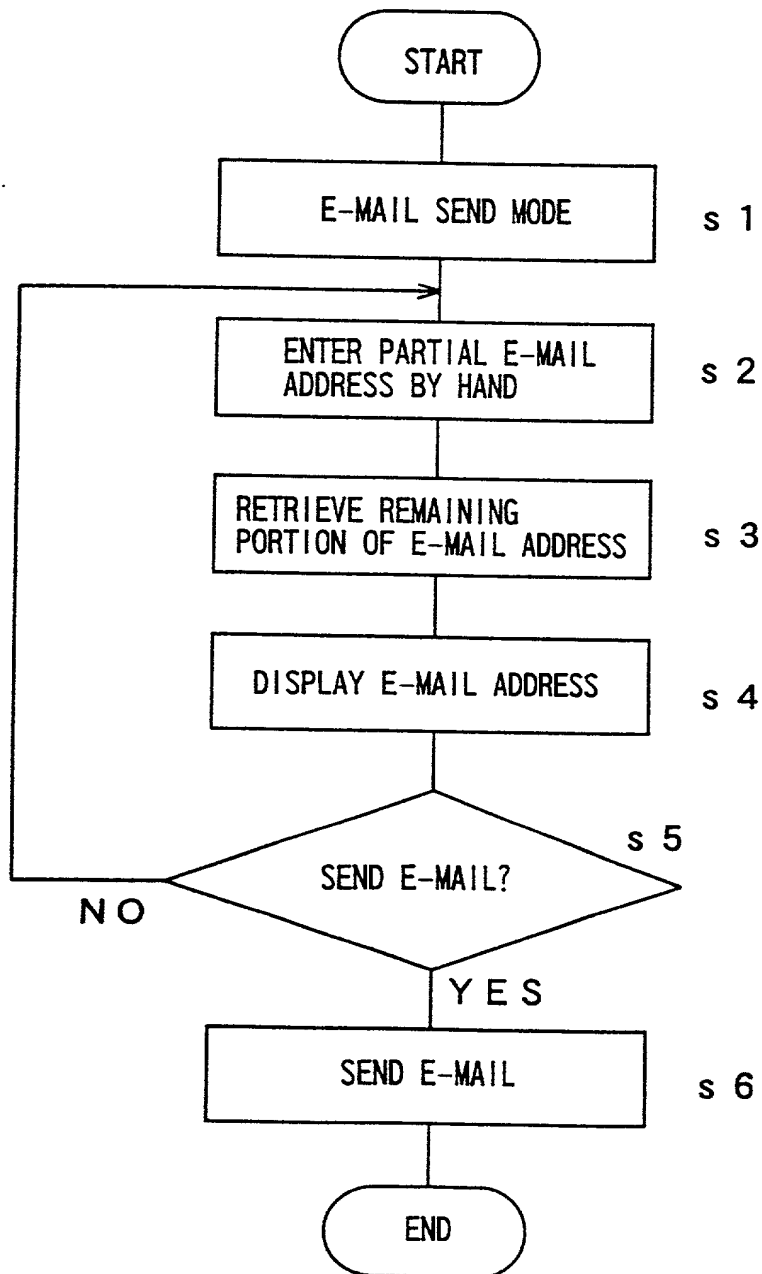 START
E-MAIL SEND MODE
s 1
ENTER PARTIAL E-MAIL
ADDRESS BY HAND
s 2
RETRIEVE REMAINING
PORTION OF E-MAIL ADDRESS
s 3
DISPLAY E-MAIL ADDRESS
s 4
s 5
SEND E-MAIL?
NO
YES
SEND E-MAIL
s 6
END